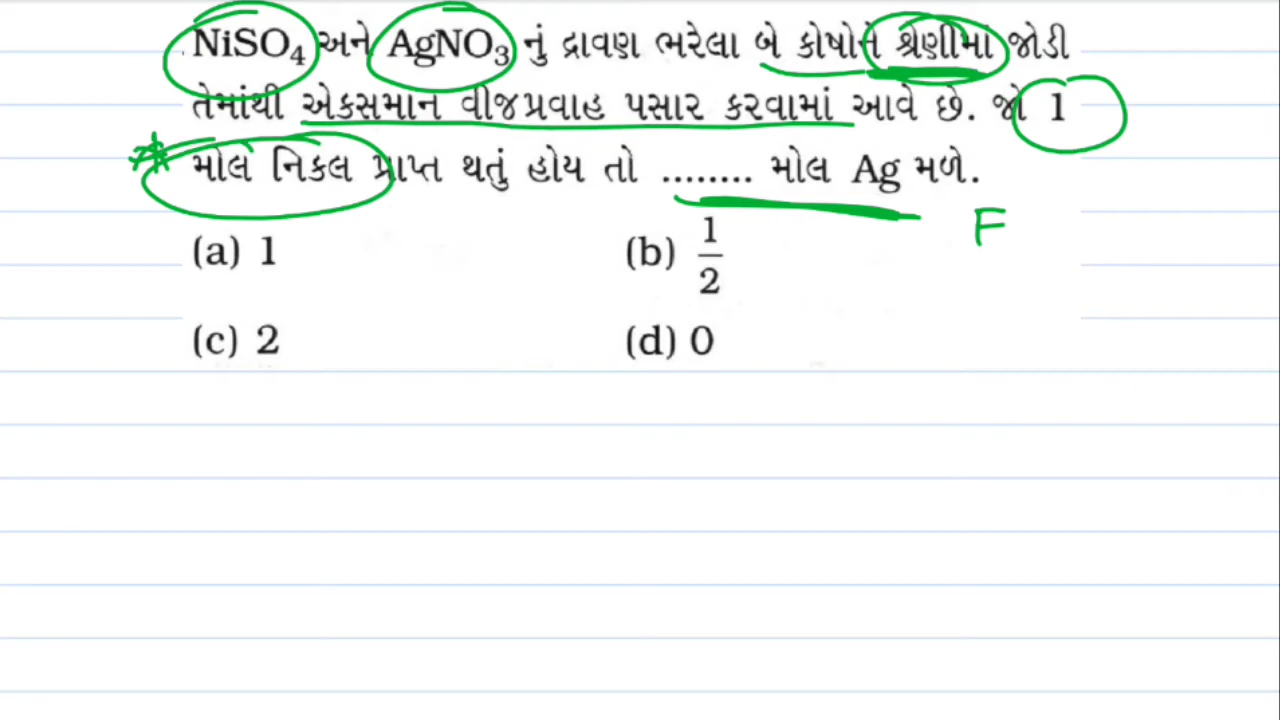 NiSO₄ અને AgNO₃ નું દ્રાવણ ભરેલા બે કોષોને શ્રેણીમાં જોડી
તેમાંથી એકસમાન વીજપ્રવાહ પસાર કરવામાં આવે છે. જો 1
મોલ નિકલ પ્રાપ્ત થતું હોય તો ........ મોલ Ag મળે.
F
(a) 1 (b) 1/2
(c) 2 (d) 0